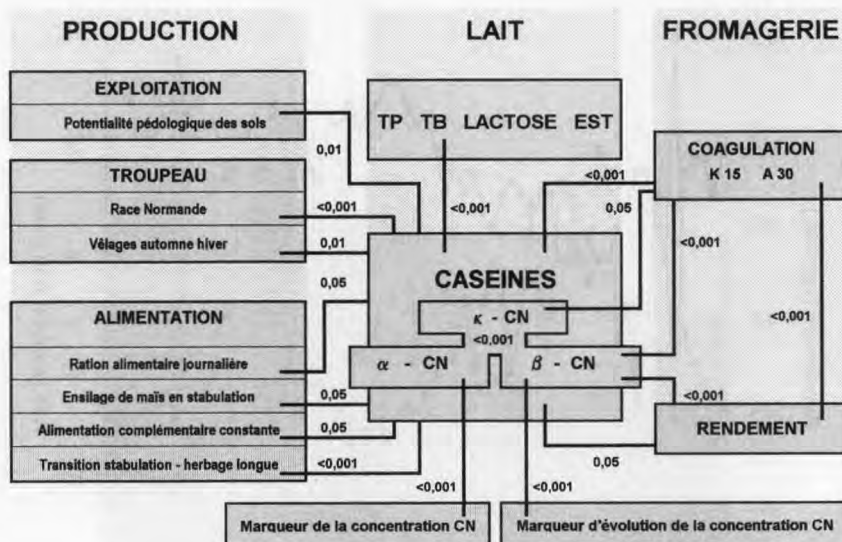 PRODUCTION
LAIT
FROMAGERIE
EXPLOITATION
Potentialité pédologique des sols
0,01
TROUPEAU
Race Normande
<0,001
Vêlages automne hiver
0,01
0,05
ALIMENTATION
Ration alimentaire journalière
Ensilage de maïs en stabulation
0,05
Alimentation complémentaire constante
0,05
Transition stabulation - herbage longue
<0,001
TP TB LACTOSE EST
<0,001
CASEINES
κ - CN
<0,001
α - CN
β - CN
<0,001
<0,001
Marqueur de la concentration CN
Marqueur d'évolution de la concentration CN
COAGULATION
K 15 A 30
<0,001
0,05
<0,001
<0,001
<0,001
RENDEMENT
0,05